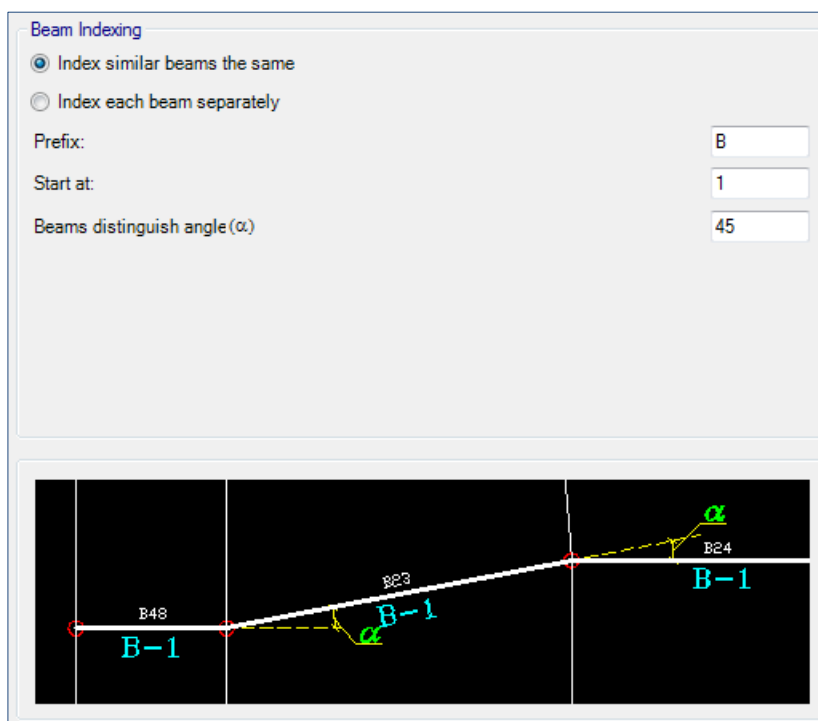 Beam Indexing
Index similar beams the same
Index each beam separately
Prefix: B
Start at: 1
Beams distinguish angle(α) 45
α
B24
B-1
B23
B-1
α
B48
B-1